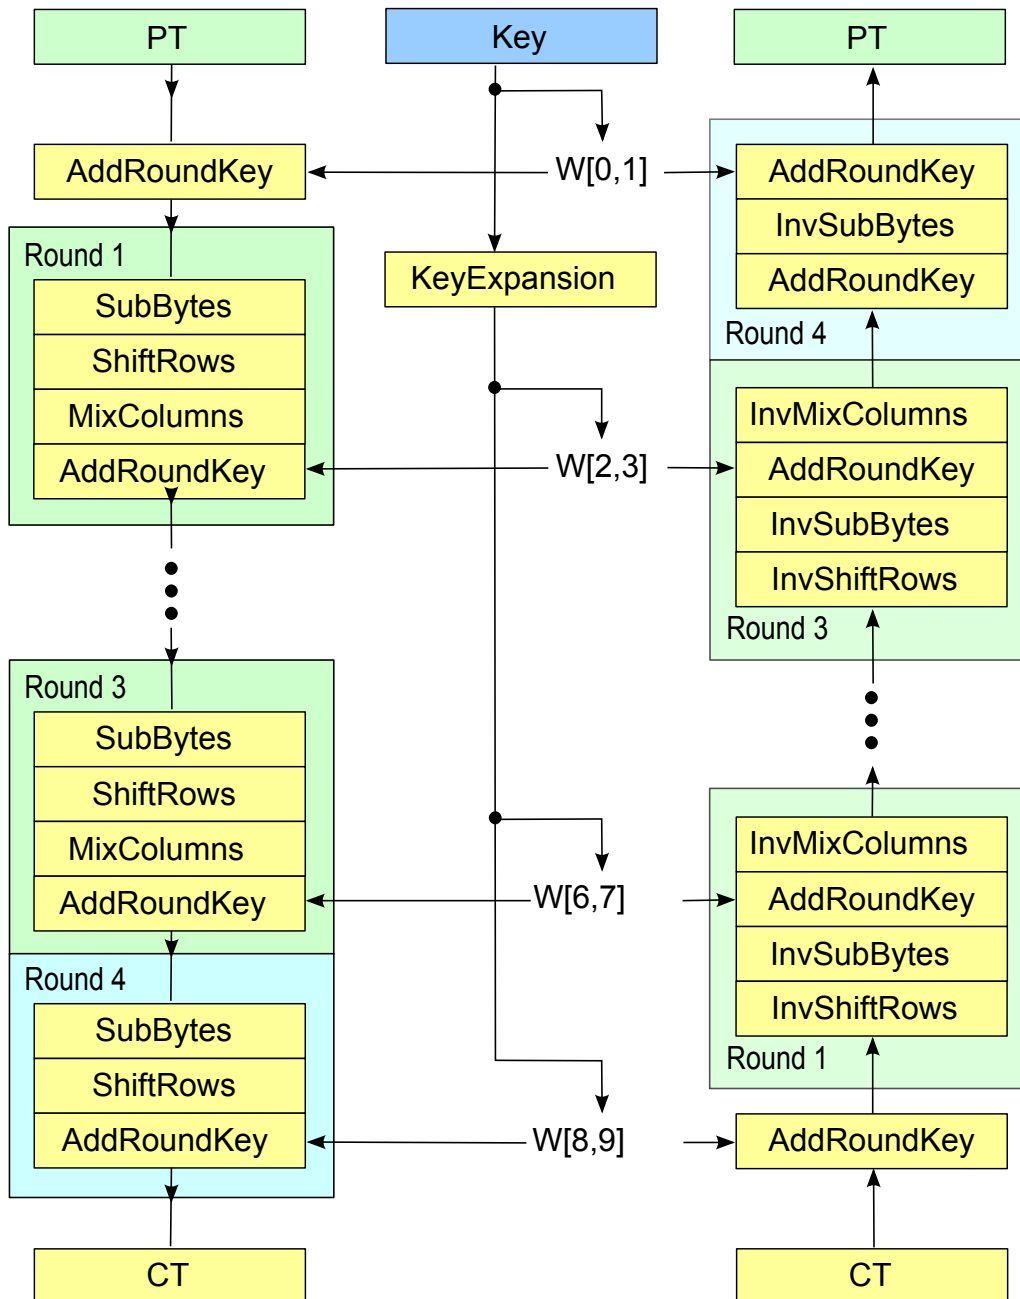 PT
AddRoundKey
Round 1
SubBytes
ShiftRows
MixColumns
AddRoundKey
Round 3
SubBytes
ShiftRows
MixColumns
AddRoundKey
Round 4
SubBytes
ShiftRows
AddRoundKey
CT
Key
W[0,1]
KeyExpansion
W[2,3]
W[6,7]
W[8,9]
PT
AddRoundKey
InvSubBytes
AddRoundKey
Round 4
InvMixColumns
AddRoundKey
InvSubBytes
InvShiftRows
Round 3
InvMixColumns
AddRoundKey
InvSubBytes
InvShiftRows
Round 1
AddRoundKey
CT